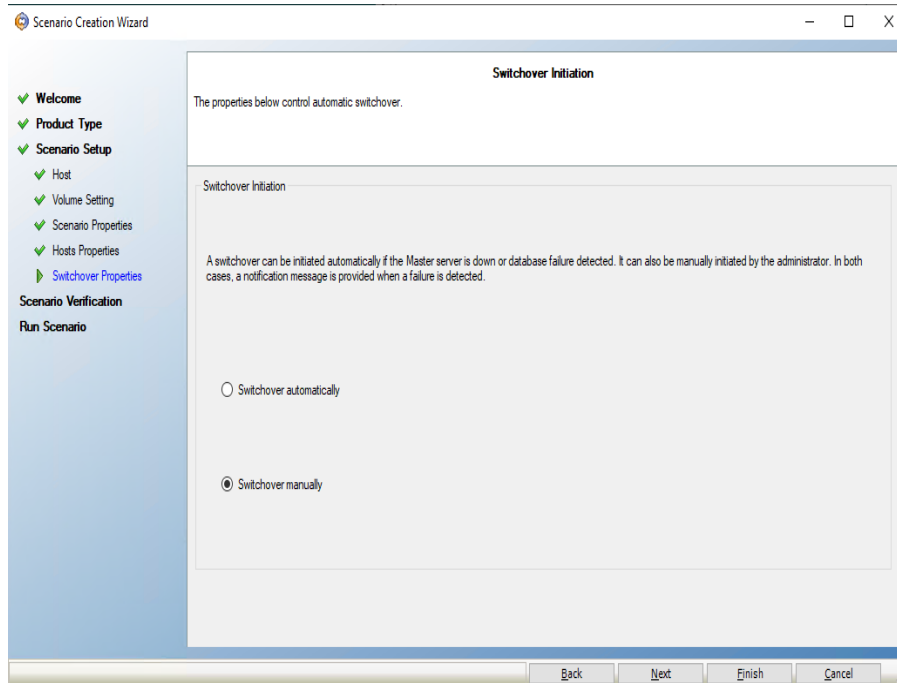 Scenario Creation Wizard
Welcome
Product Type
Scenario Setup
Host
Volume Setting
Scenario Properties
Hosts Properties
Switchover Properties
Scenario Verification
Run Scenario
Switchover Initiation
The properties below control automatic switchover.
Switchover Initiation
A switchover can be initiated automatically if the Master server is down or database failure detected. It can also be manually initiated by the administrator. In both
cases, a notification message is provided when a failure is detected.
Switchover automatically
Switchover manually
Back
Next
Finish
Cancel